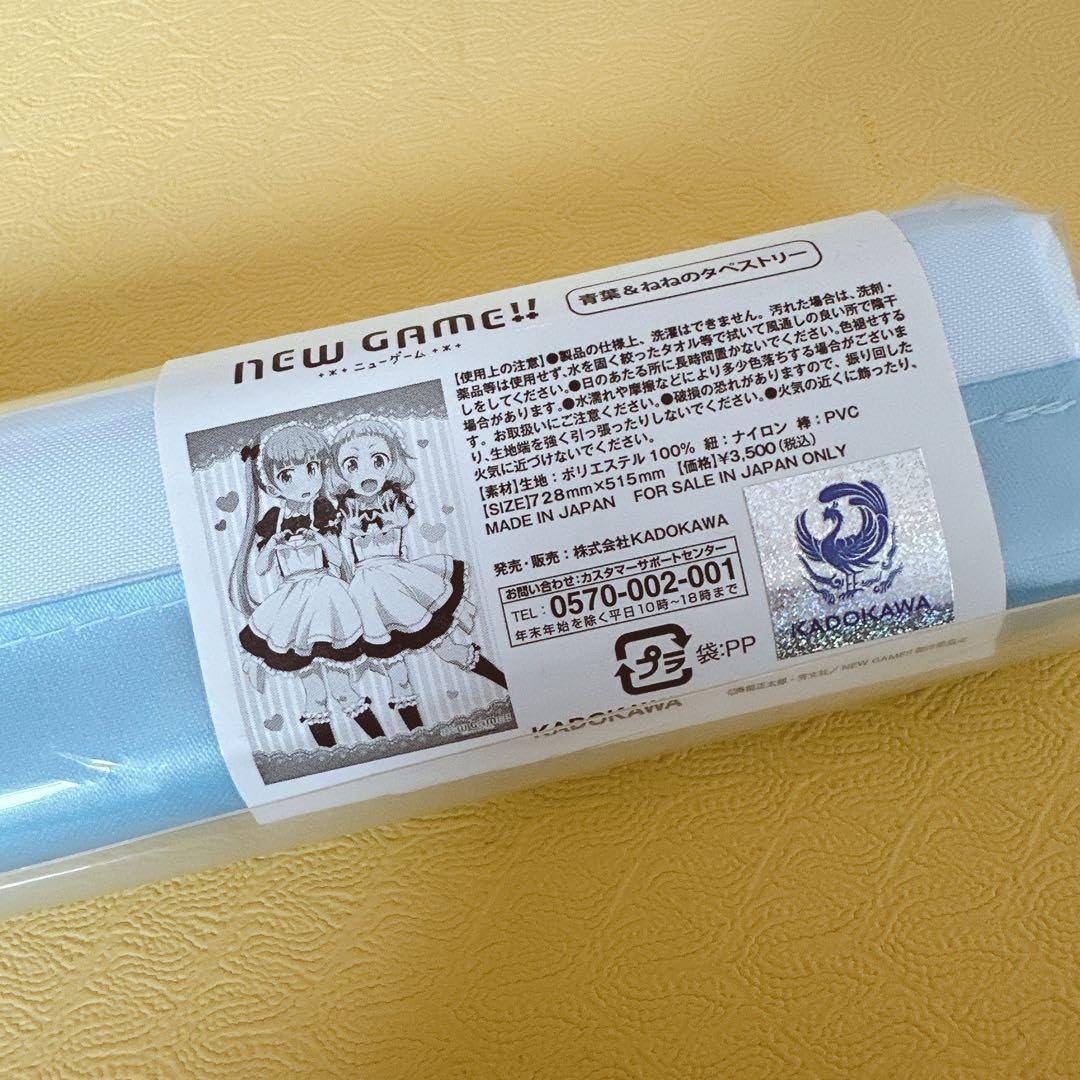 NEW GAME!!
ニューゲーム
青葉&ねねのタペストリー
【使用上の注意】●製品の仕様上、洗濯はできません。汚れた場合は、洗剤・
薬品等は使用せず、水を固く絞ったタオル等で拭いて風通しの良い所で陰干
しをしてください。●日のあたる所に長時間置かないでください。色褪せする
場合があります。●水濡れや摩擦などにより多少色落ちする場合がございま
す。お取扱いにご注意ください。●破損の恐れがありますので、振り回した
り、生地端を強く引っ張ったりしないでください。●火気の近くに飾ったり、
火気に近づけないでください。
【素材】生地：ポリエステル100% 紐：ナイロン 棒：PVC
【SIZE】728mm×515mm 【価格】¥3,500(税込)
MADE IN JAPAN FOR SALE IN JAPAN ONLY
発売・販売：株式会社KADOKAWA
お問い合わせ：カスタマーサポートセンター
TEL：0570-002-001
年末年始を除く平日10時～18時まで
プラ
袋：PP
KADOKAWA
KADOKAWA
正太郎・芳文社／NEW GAME!!